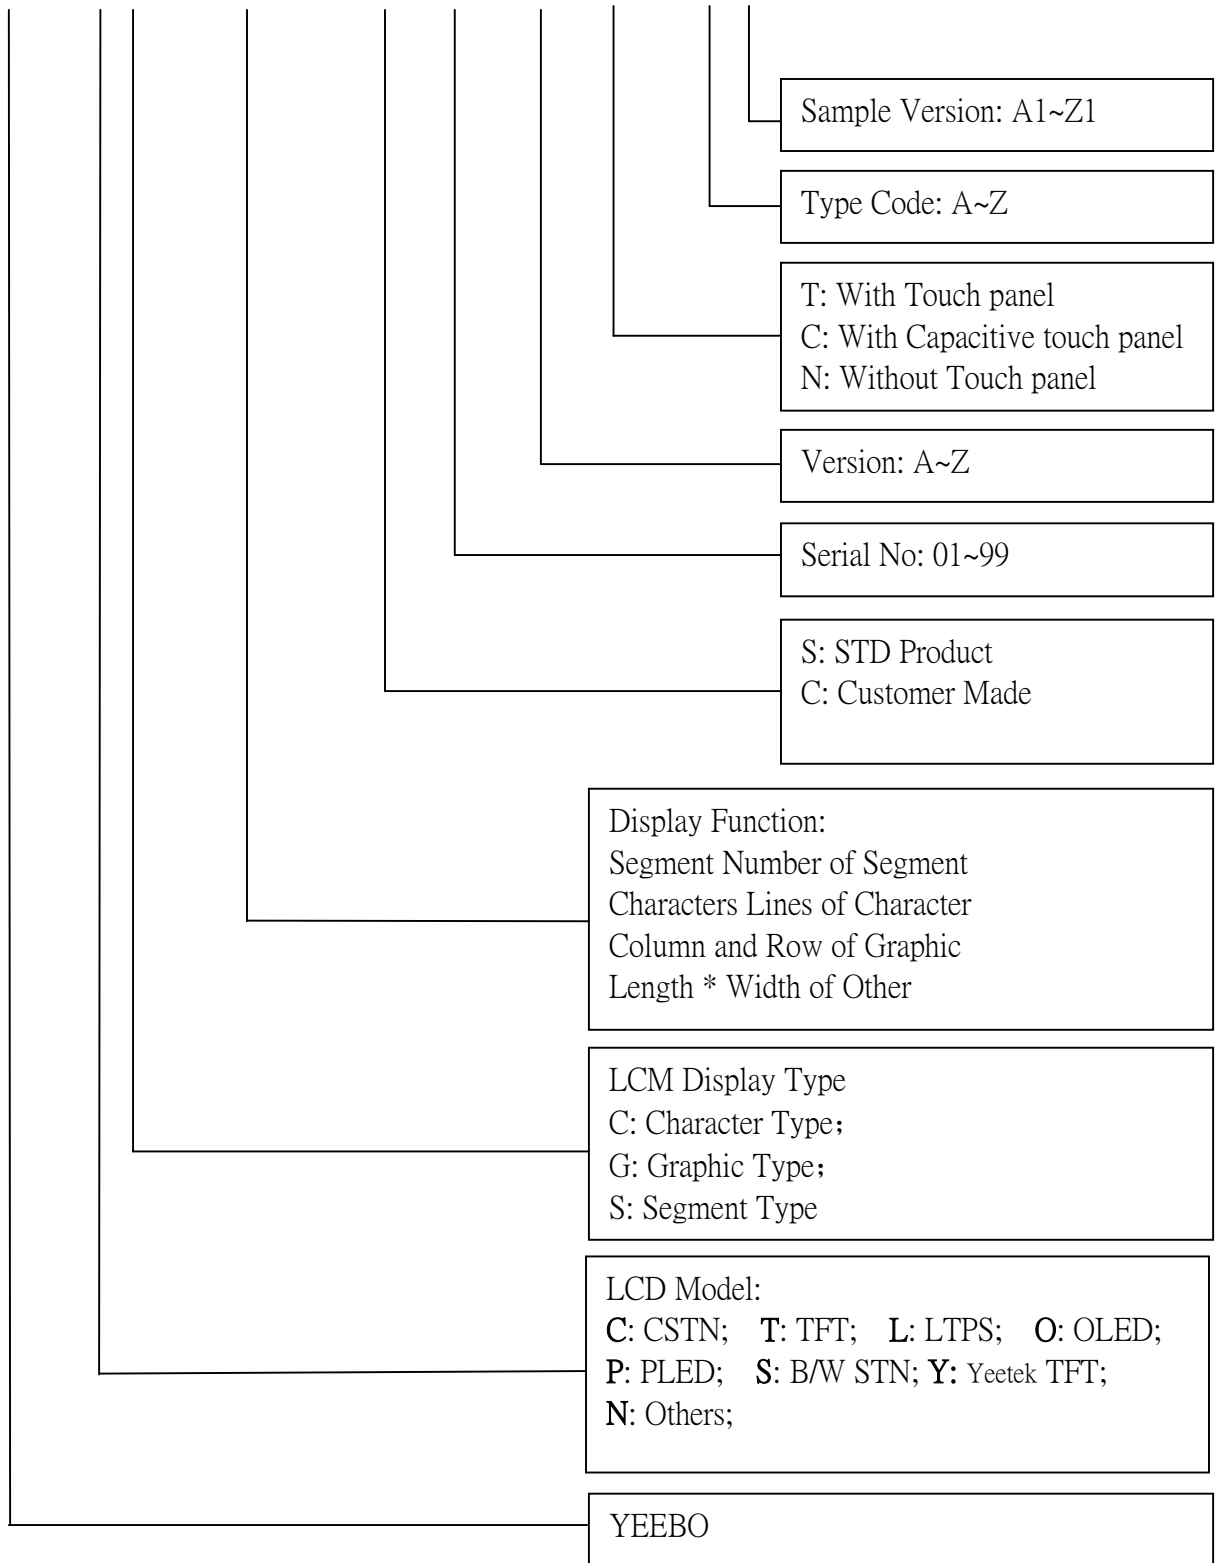 Sample Version: A1~Z1
Type Code: A~Z
T: With Touch panel
C: With Capacitive touch panel
N: Without Touch panel
Version: A~Z
Serial No: 01~99
S: STD Product
C: Customer Made
Display Function:
Segment Number of Segment
Characters Lines of Character
Column and Row of Graphic
Length * Width of Other
LCM Display Type
C: Character Type；
G: Graphic Type；
S: Segment Type
LCD Model:
C: CSTN; T: TFT; L: LTPS; O: OLED;
P: PLED; S: B/W STN; Y: Yeetek TFT;
N: Others;
YEEBO